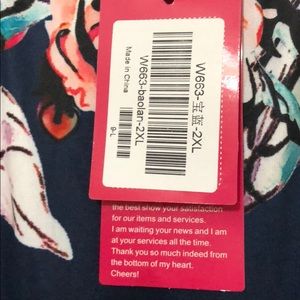 W663-宝蓝-2XL
W663-baolan-2XL
Made in China
9-L
the best show your satisfaction
for our items and services.
I am waiting your news and I am
at your services all the time.
Thank you so much indeed from
the bottom of my heart.
Cheers!